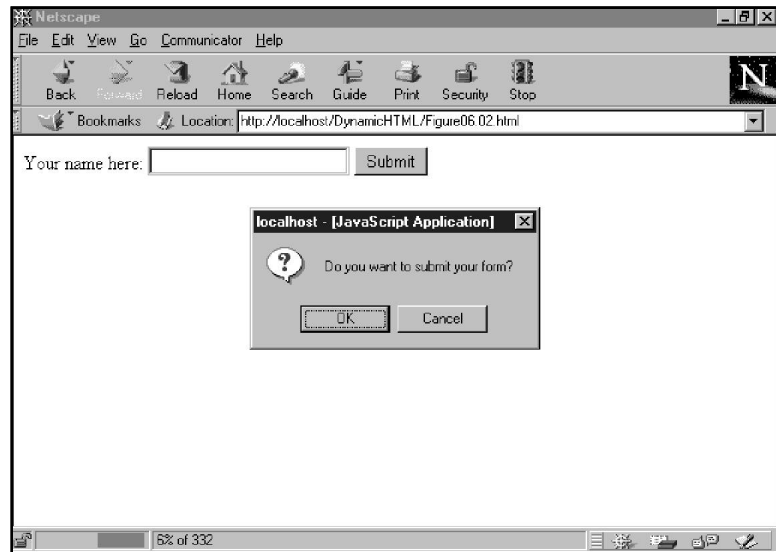 Netscape
File Edit View Go Communicator Help
Back Forward Reload Home Search Guide Print Security Stop
N
Bookmarks Location: http://localhost/DynamicHTML/Figure06.02.html
Your name here: Submit
localhost - [JavaScript Application]
Do you want to submit your form?
OK Cancel
6% of 332